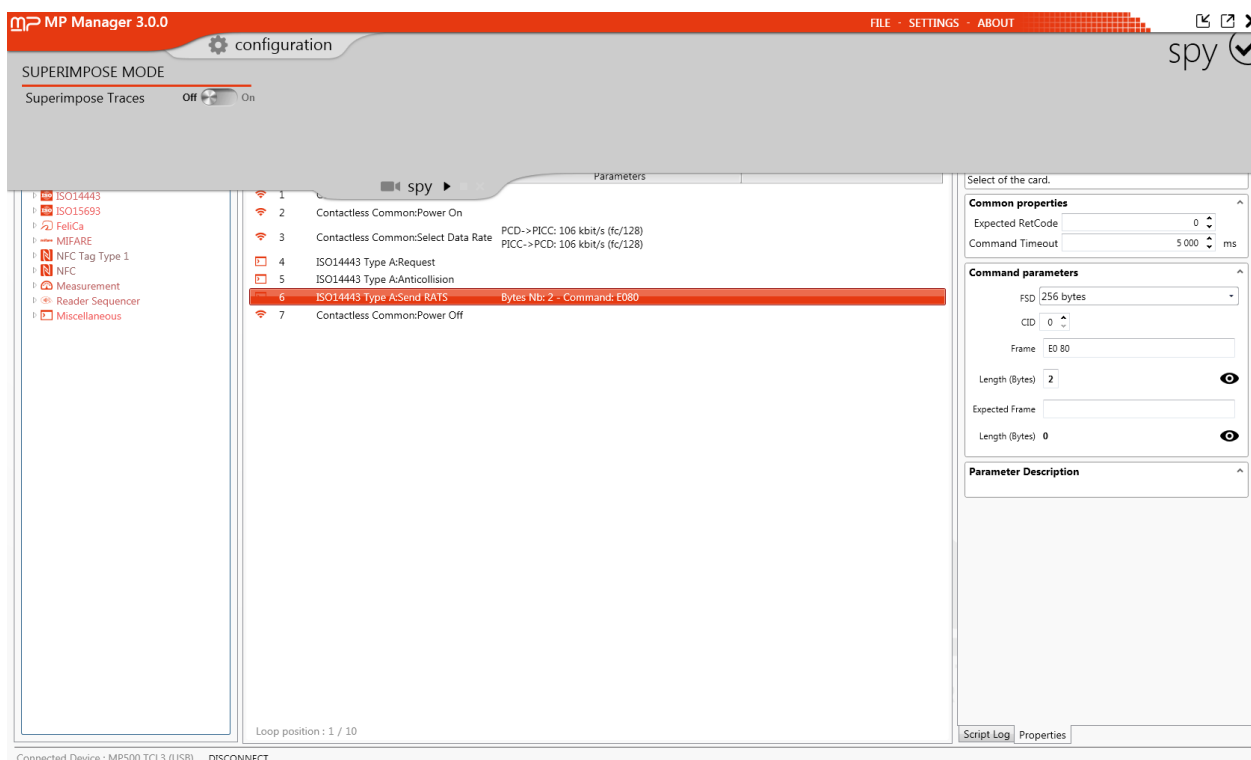 MP Manager 3.0.0
FILE - SETTINGS - ABOUT
configuration
spy
SUPERIMPOSE MODE
Superimpose Traces Off On
spy
Parameters
Select of the card.
ISO14443
ISO15693
FeliCa
MIFARE
NFC Tag Type 1
NFC
Measurement
Reader Sequencer
Miscellaneous
1
2 Contactless Common:Power On
3 Contactless Common:Select Data Rate PCD->PICC: 106 kbit/s (fc/128)
PICC->PCD: 106 kbit/s (fc/128)
4 ISO14443 Type A:Request
5 ISO14443 Type A:Anticollision
6 ISO14443 Type A:Send RATS Bytes Nb: 2 - Command: E080
7 Contactless Common:Power Off
Loop position : 1 / 10
Common properties
Expected RetCode 0
Command Timeout 5 000 ms
Command parameters
FSD 256 bytes
CID 0
Frame E0 80
Length (Bytes) 2
Expected Frame
Length (Bytes) 0
Parameter Description
Script Log Properties
Connected Device : MP500 TCL3 (USB) DISCONNECT